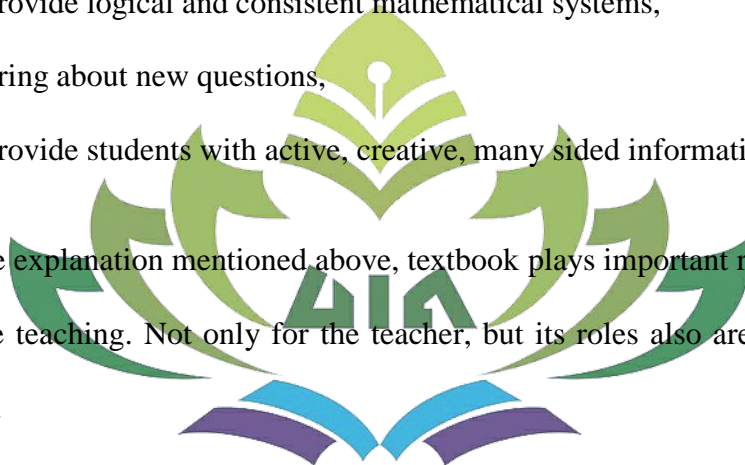 rovide logical and consistent mathematical systems,
ring about new questions,
rovide students with active, creative, many sided informati
e explanation mentioned above, textbook plays important r
UIN
e teaching. Not only for the teacher, but its roles also are